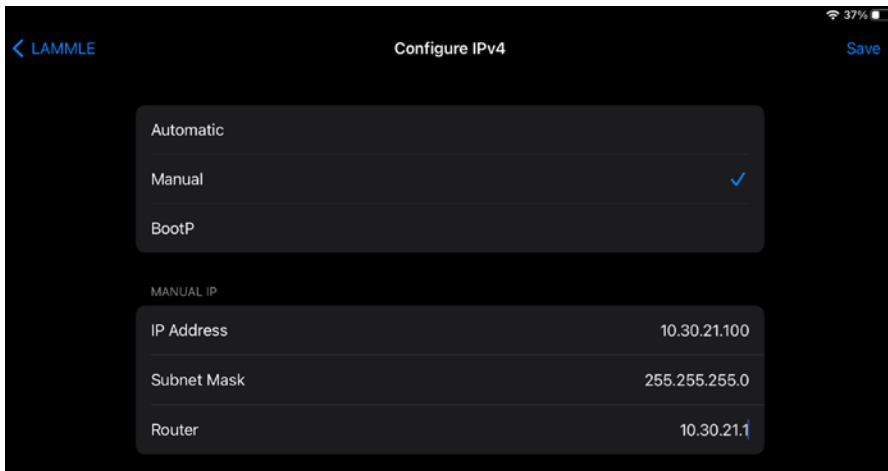 37%
LAMMLE
Configure IPv4
Save
Automatic
Manual
BootP
MANUAL IP
IP Address 10.30.21.100
Subnet Mask 255.255.255.0
Router 10.30.21.1